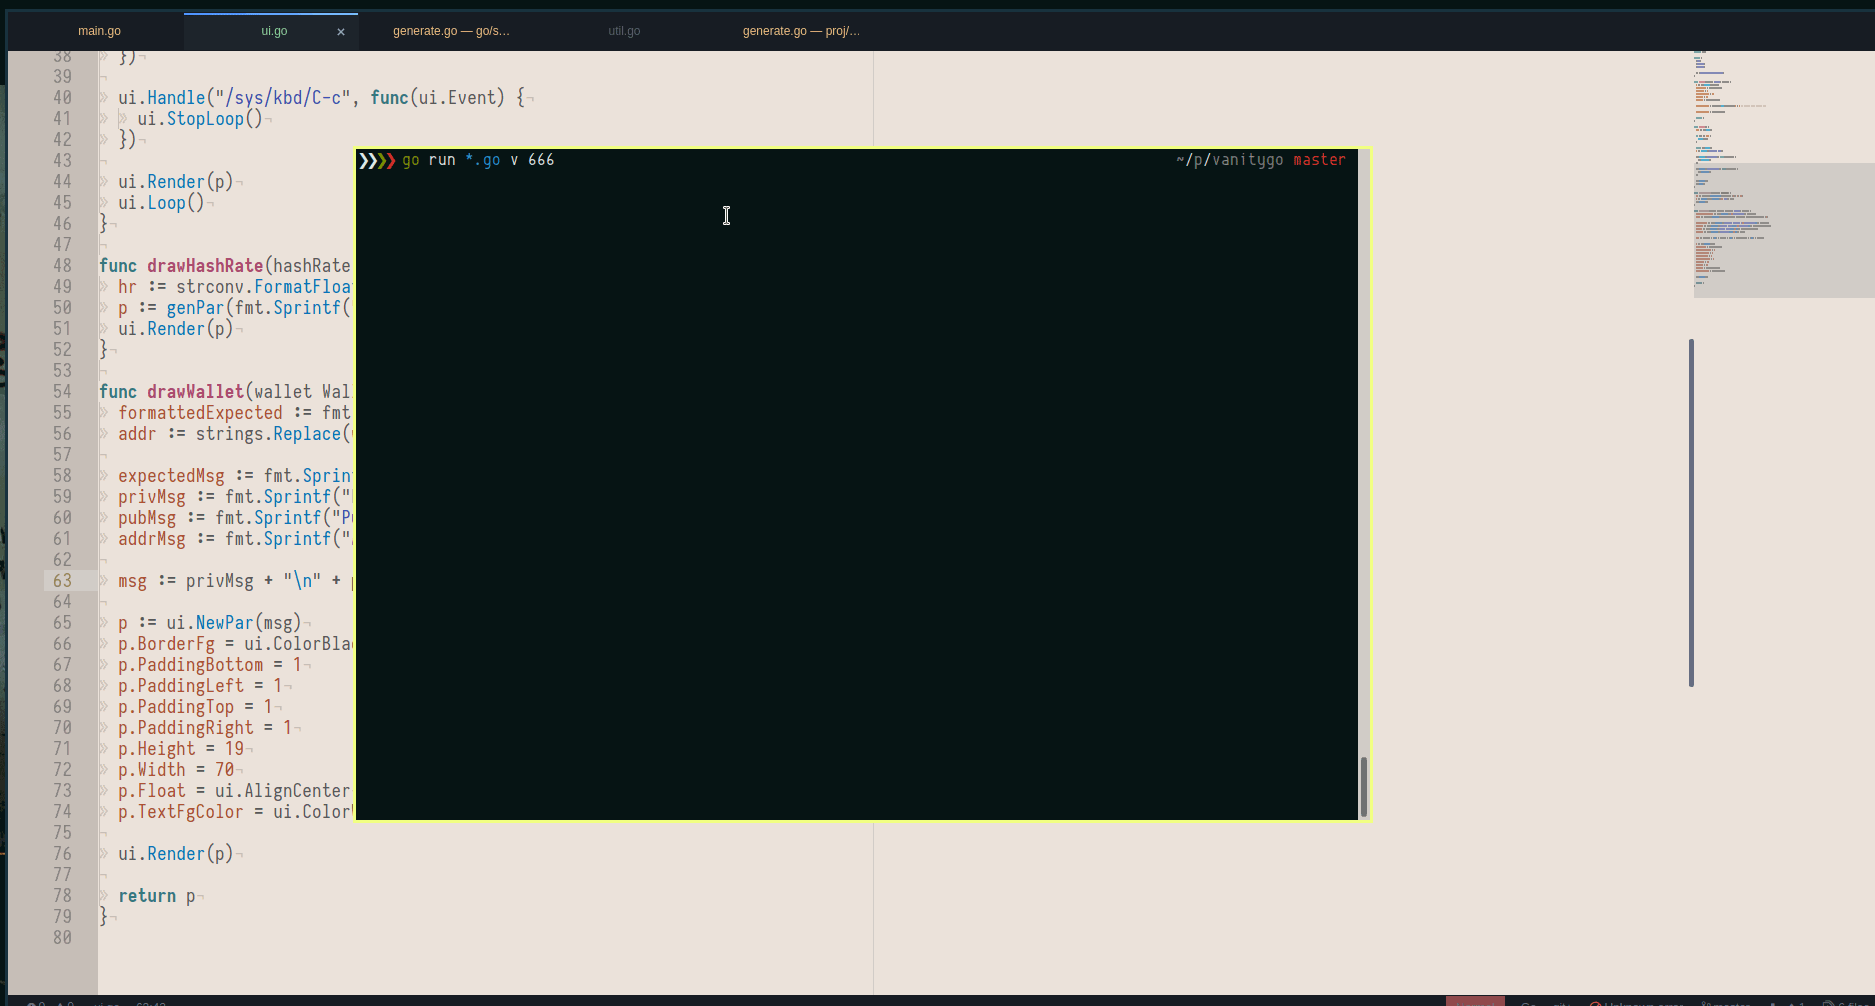 main.go ui.go × generate.go — go/s... util.go generate.go — proj/...
38 })
39
40 ui.Handle("/sys/kbd/C-c", func(ui.Event) {
41 ui.StopLoop()
42 })
43
44 ui.Render(p)
45 ui.Loop()
46 }
47
48 func drawHashRate(hashRate
49 hr := strconv.FormatFloa
50 p := genPar(fmt.Sprintf(
51 ui.Render(p)
52 }
53
54 func drawWallet(wallet Wal
55 formattedExpected := fmt
56 addr := strings.Replace(
57
58 expectedMsg := fmt.Sprin
59 privMsg := fmt.Sprintf("
60 pubMsg := fmt.Sprintf("P
61 addrMsg := fmt.Sprintf("
62
63 msg := privMsg + "\n" +
64
65 p := ui.NewPar(msg)
66 p.BorderFg = ui.ColorBla
67 p.PaddingBottom = 1
68 p.PaddingLeft = 1
69 p.PaddingTop = 1
70 p.PaddingRight = 1
71 p.Height = 19
72 p.Width = 70
73 p.Float = ui.AlignCenter
74 p.TextFgColor = ui.Color
75
76 ui.Render(p)
77
78 return p
79 }
80
❯❯❯❯ go run *.go v 666 ~/p/vanitygo master